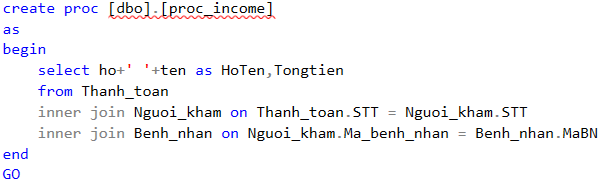 create proc [dbo].[proc_income]
as
begin
select ho+' '+ten as HoTen,Tongtien
from Thanh_toan
inner join Nguoi_kham on Thanh_toan.STT = Nguoi_kham.STT
inner join Benh_nhan on Nguoi_kham.Ma_benh_nhan = Benh_nhan.MaBN
end
GO